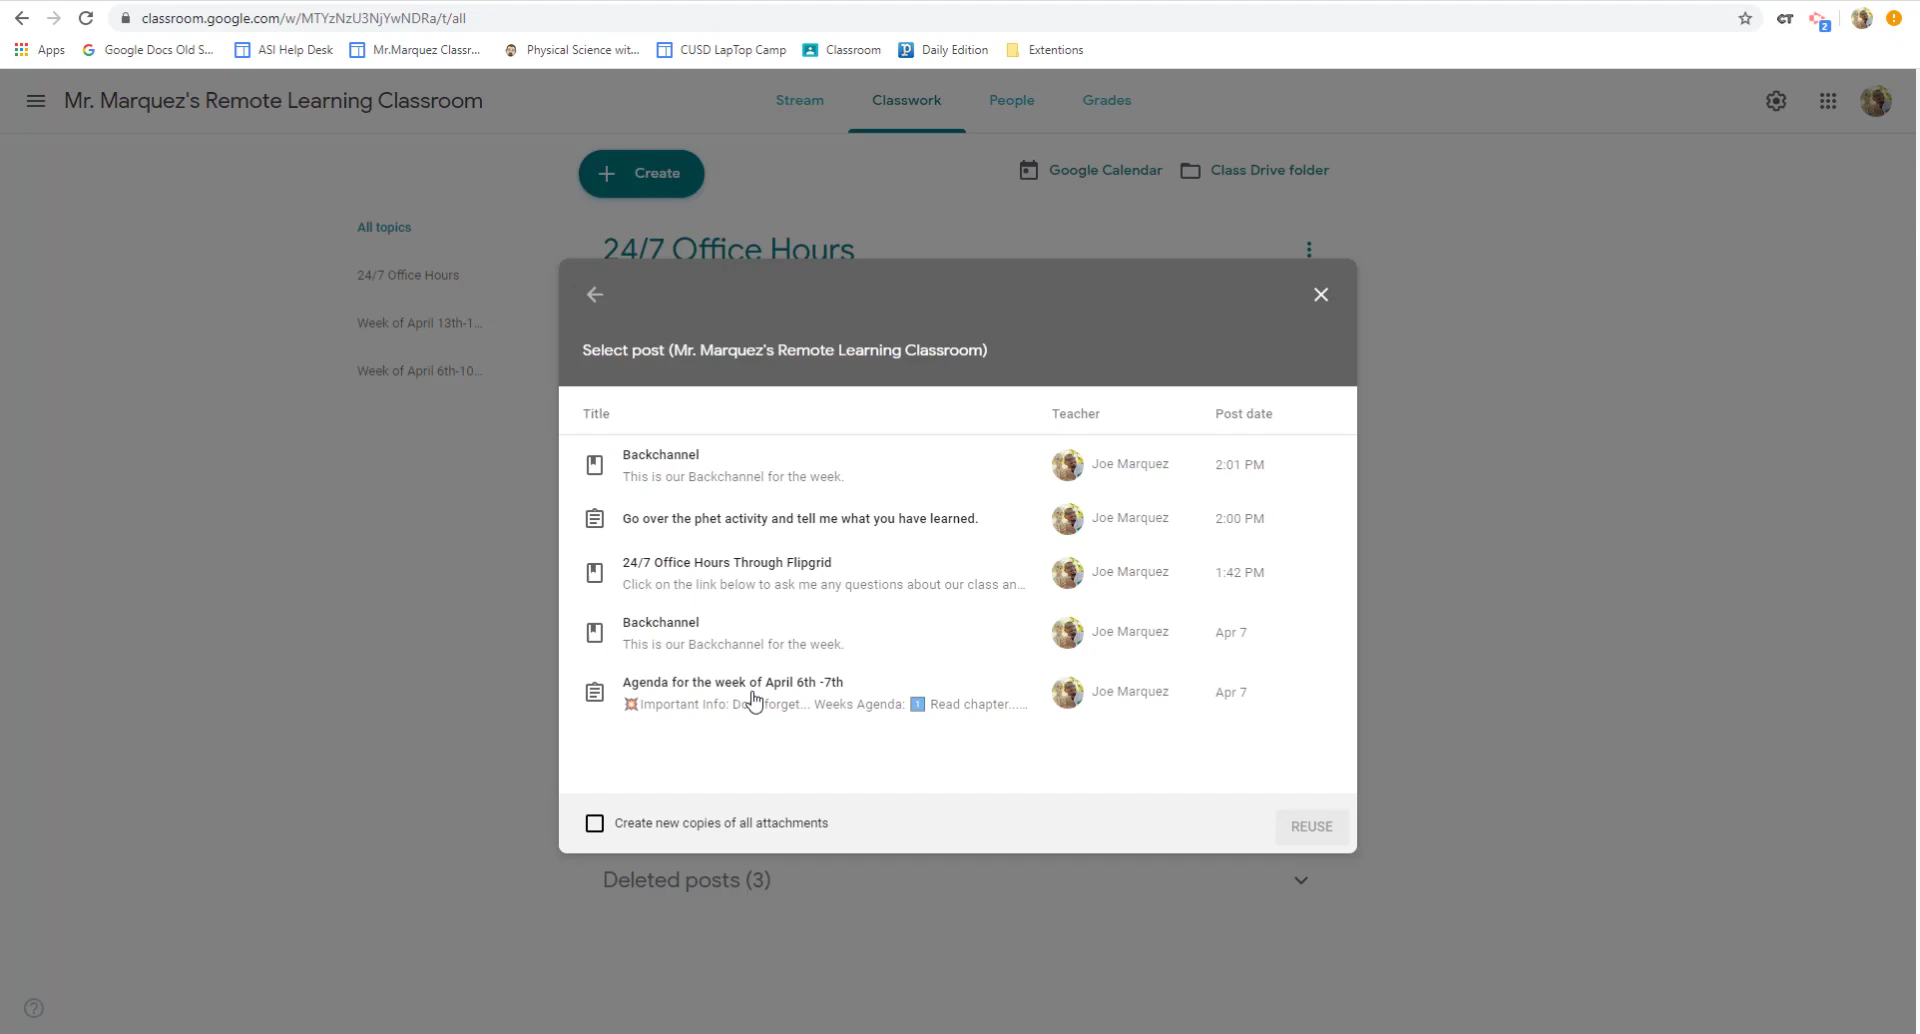 classroom.google.com/w/MTYzNzU3NjYwNDRa/t/all
CT
2
Apps
Google Docs Old S...
ASI Help Desk
Mr.Marquez Classr...
Physical Science wit...
CUSD LapTop Camp
Classroom
Daily Edition
Extentions
Mr. Marquez's Remote Learning Classroom
Stream
Classwork
People
Grades
Create
Google Calendar
Class Drive folder
All topics
24/7 Office Hours
Week of April 13th-1...
Week of April 6th-10...
24/7 Office Hours
Select post (Mr. Marquez's Remote Learning Classroom)
Title
Teacher
Post date
Backchannel
This is our Backchannel for the week.
Joe Marquez
2:01 PM
Go over the phet activity and tell me what you have learned.
Joe Marquez
2:00 PM
24/7 Office Hours Through Flipgrid
Click on the link below to ask me any questions about our class an...
Joe Marquez
1:42 PM
Backchannel
This is our Backchannel for the week.
Joe Marquez
Apr 7
Agenda for the week of April 6th -7th
💥Important Info: forget... Weeks Agenda: 1️⃣ Read chapter......
Joe Marquez
Apr 7
Create new copies of all attachments
REUSE
Deleted posts (3)